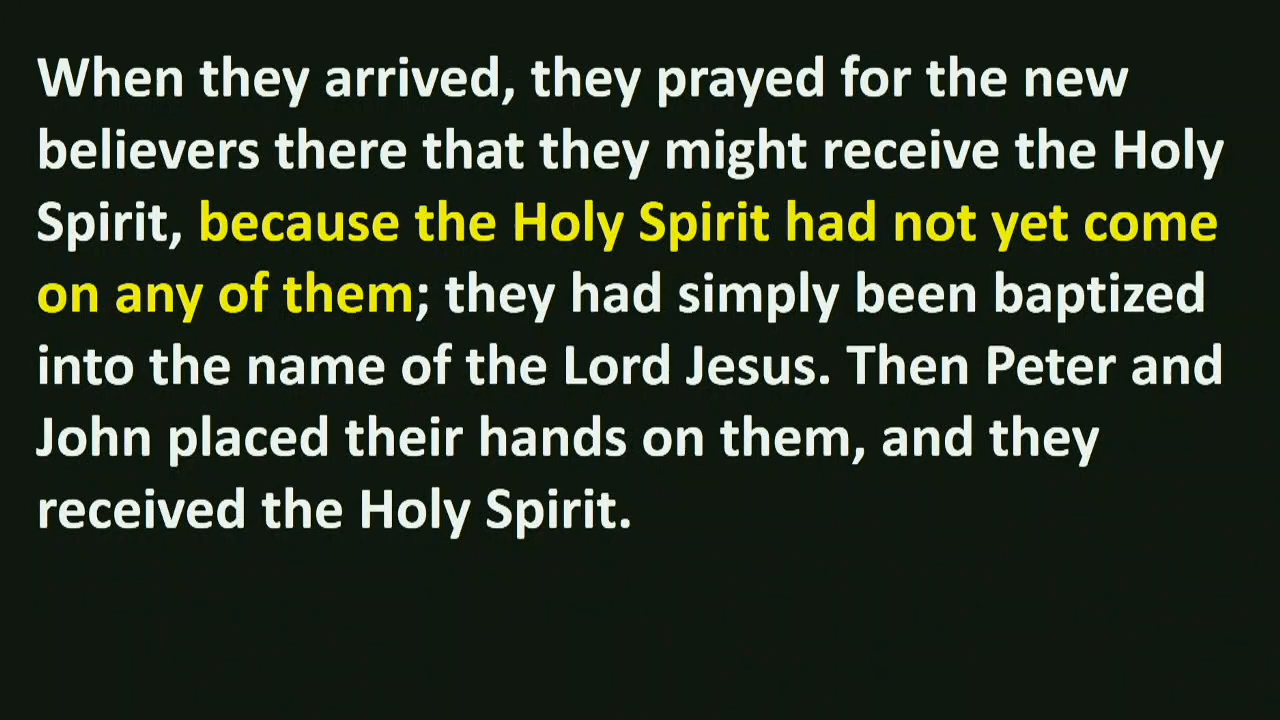 When they arrived, they prayed for the new
believers there that they might receive the Holy
Spirit, because the Holy Spirit had not yet come
on any of them; they had simply been baptized
into the name of the Lord Jesus. Then Peter and
John placed their hands on them, and they
received the Holy Spirit.